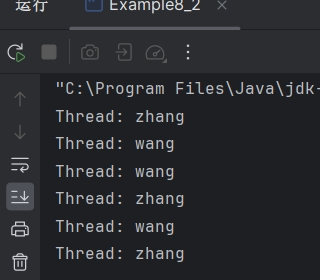 运行
Example8_2
"C:\Program Files\Java\jdk-
Thread: zhang
Thread: wang
Thread: wang
Thread: zhang
Thread: wang
Thread: zhang